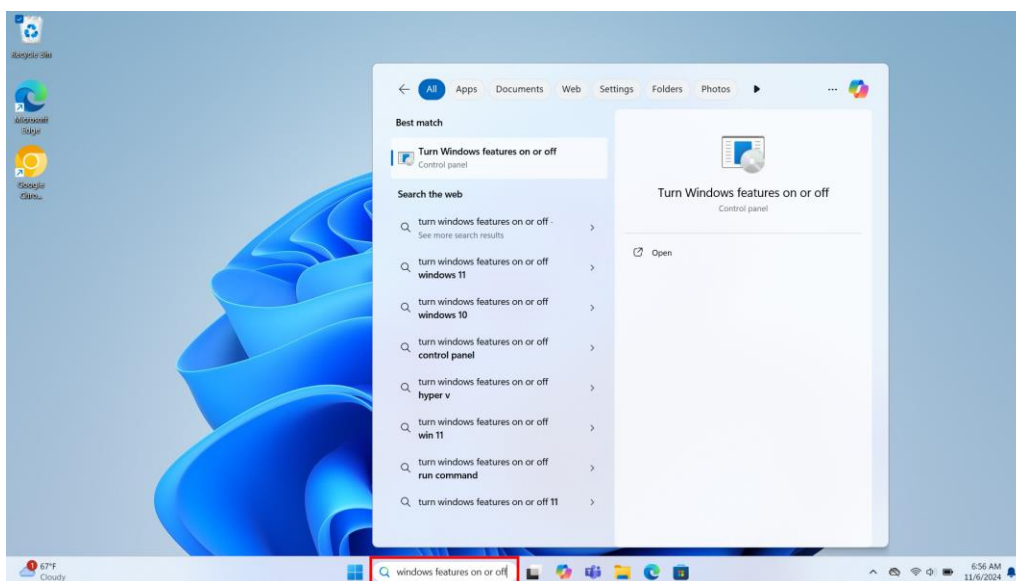 Recycle Bin
Microsoft
Edge
Google
Chro...
All Apps Documents Web Settings Folders Photos ...
Best match
Turn Windows features on or off
Control panel
Search the web
turn windows features on or off -
See more search results
turn windows features on or off
windows 11
turn windows features on or off
windows 10
turn windows features on or off
control panel
turn windows features on or off
hyper v
turn windows features on or off
win 11
turn windows features on or off
run command
turn windows features on or off 11
Turn Windows features on or off
Control panel
Open
1
67°F
Cloudy
windows features on or off
6:56 AM
11/6/2024